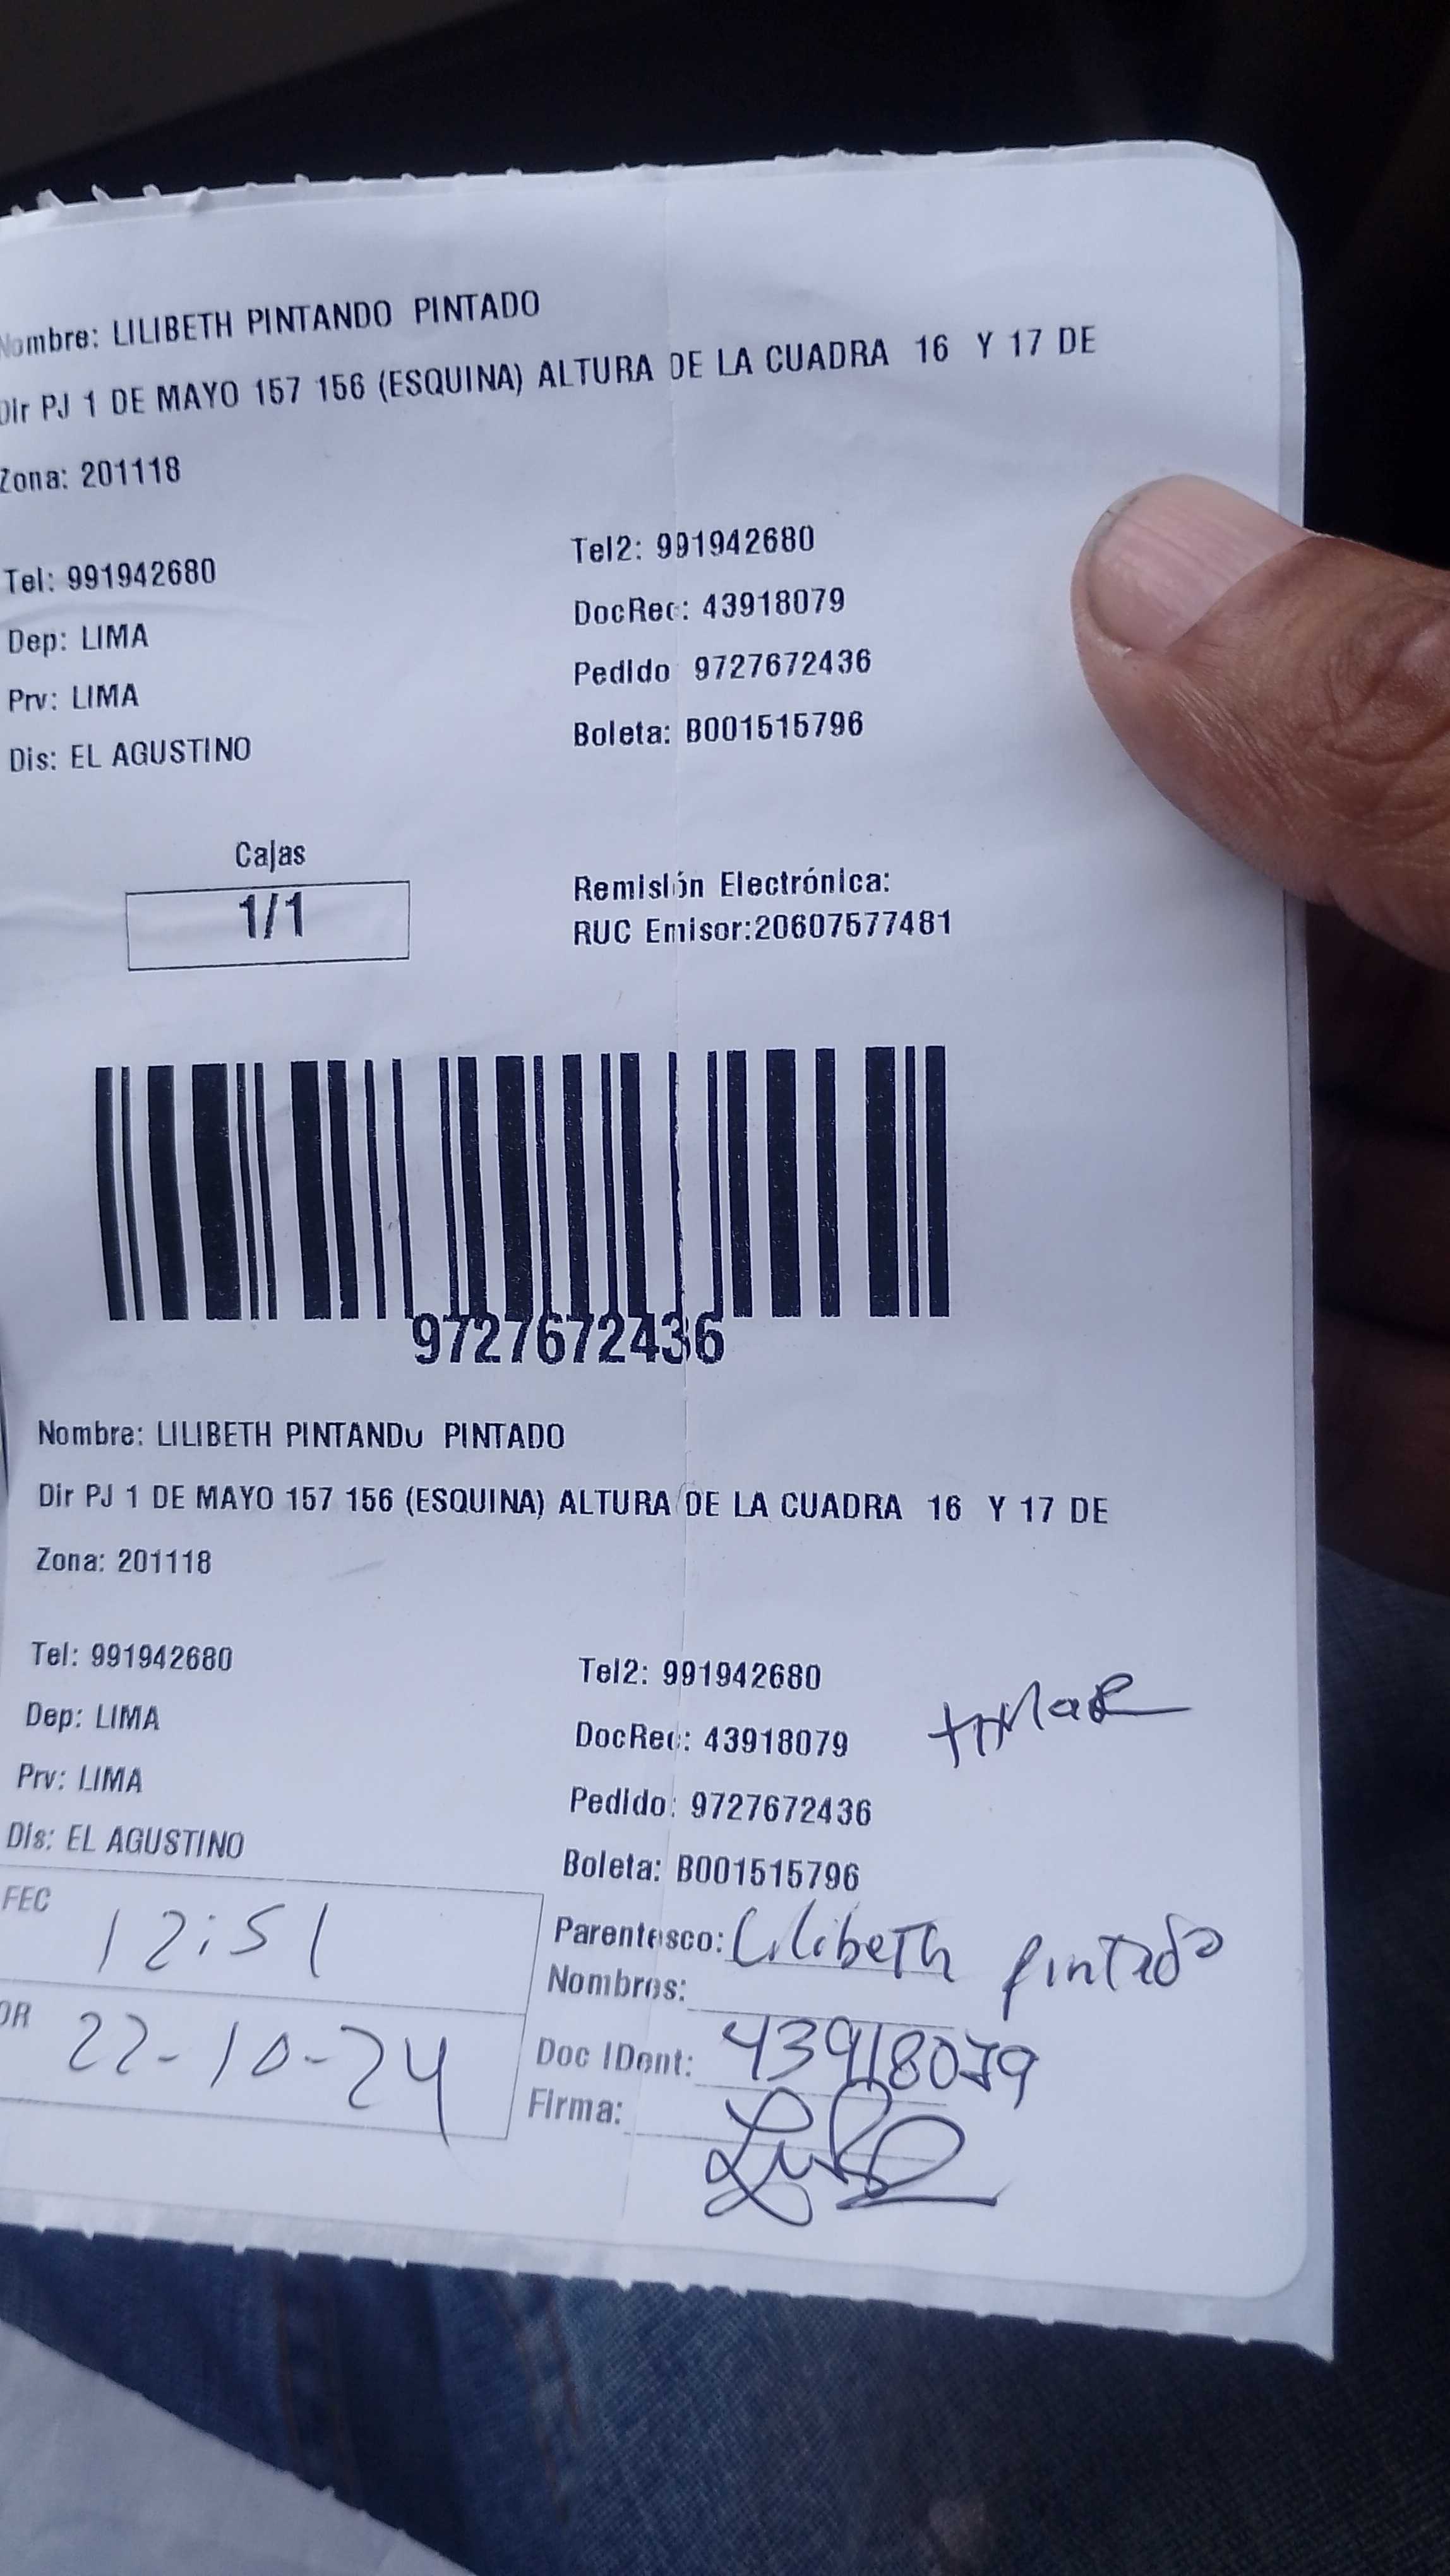 Nombre: LILIBETH PINTANDO PINTADO
Dir PJ 1 DE MAYO 157 156 (ESQUINA) ALTURA DE LA CUADRA 16 Y 17 DE
Zona: 201118
Tel: 991942680 Tel2: 991942680
Dep: LIMA DocRec: 43918079
Prv: LIMA Pedido 9727672436
Dis: EL AGUSTINO Boleta: B001515796
Cajas
1/1
Remisión Electrónica:
RUC Emisor:20607577481
9727672436
Nombre: LILIBETH PINTANDO PINTADO
Dir PJ 1 DE MAYO 157 156 (ESQUINA) ALTURA DE LA CUADRA 16 Y 17 DE
Zona: 201118
Tel: 991942680 Tel2: 991942680
Dep: LIMA DocRec: 43918079
Prv: LIMA Pedido: 9727672436
Dis: EL AGUSTINO Boleta: B001515796
FEC 12:51 Parentesco: Lilibeth pintado
Nombres:
OR 22-10-24 Doc IDent: 43918079
Firma: